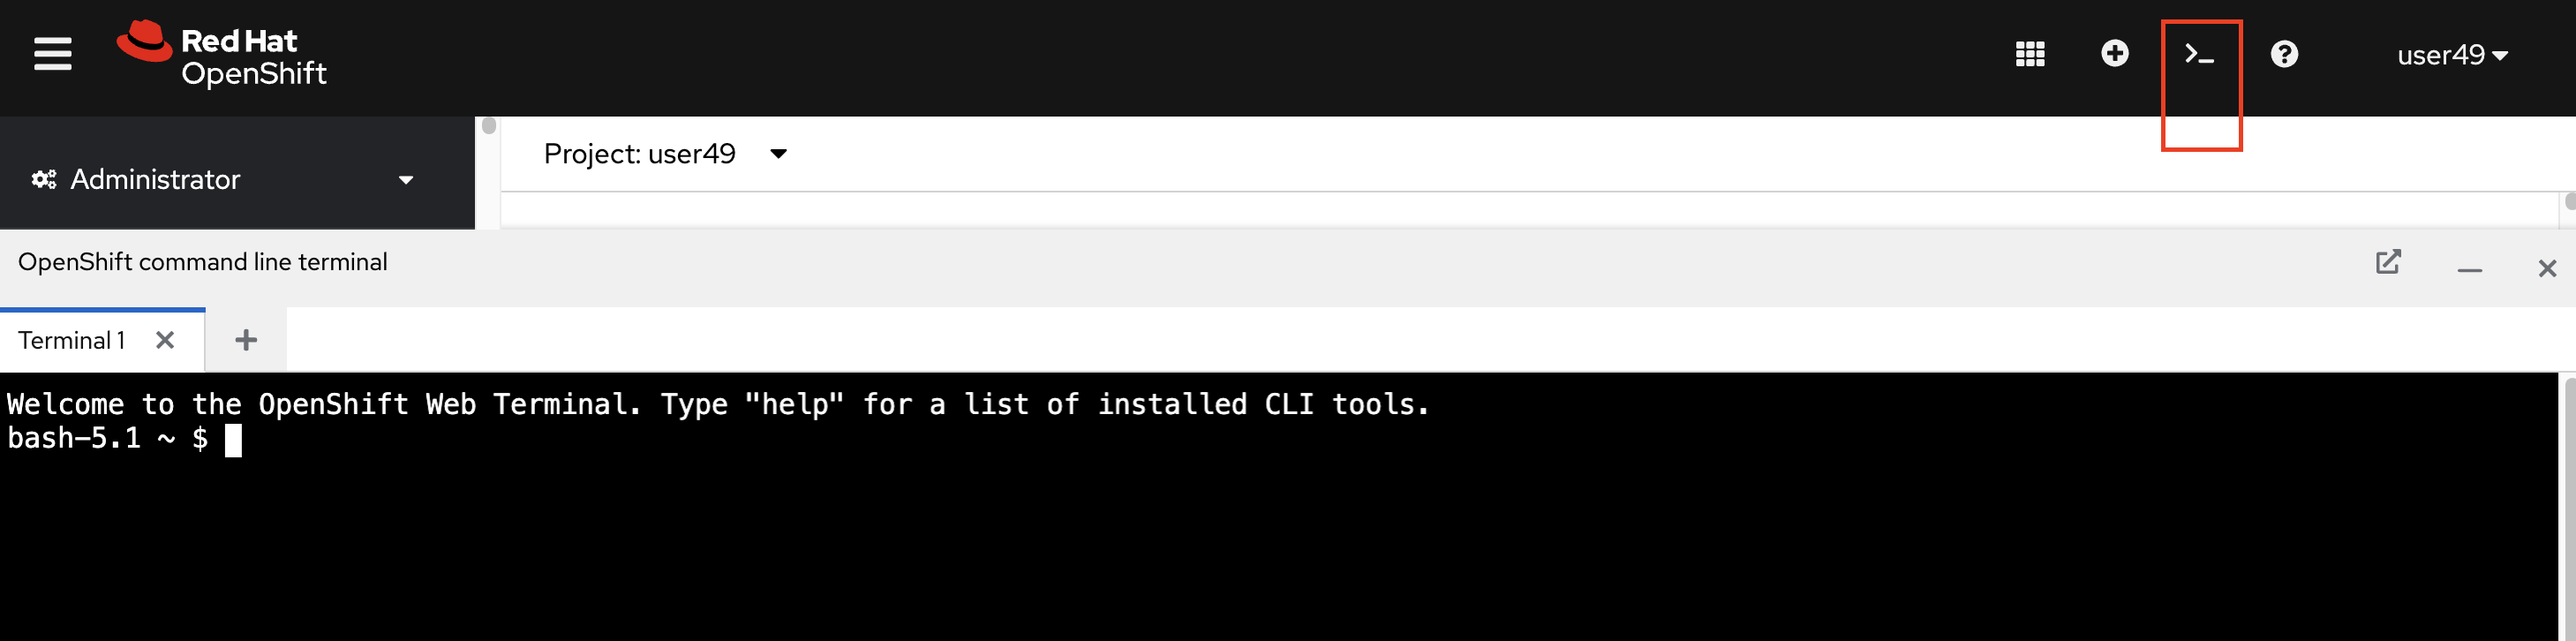 Red Hat
OpenShift
user49
Administrator
Project: user49
OpenShift command line terminal
Terminal 1
Welcome to the OpenShift Web Terminal. Type "help" for a list of installed CLI tools.
bash-5.1 ~ $